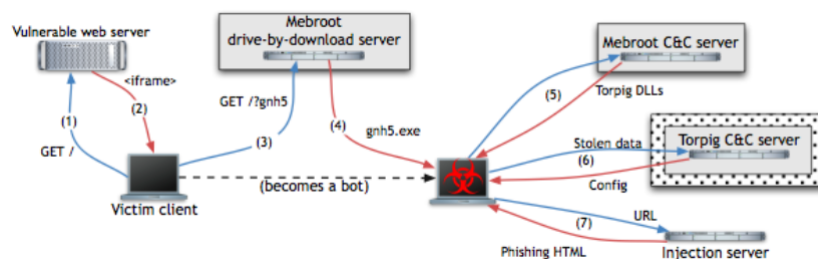 Vulnerable web server
Mebroot
drive-by-download server
Mebroot C&C server
<iframe>
(1)
(2)
GET /
GET /?gnh5
(3)
(4)
gnh5.exe
(5)
Torpig DLLs
Stolen data
(6)
Torpig C&C server
Config
(becomes a bot)
Victim client
URL
(7)
Phishing HTML
Injection server